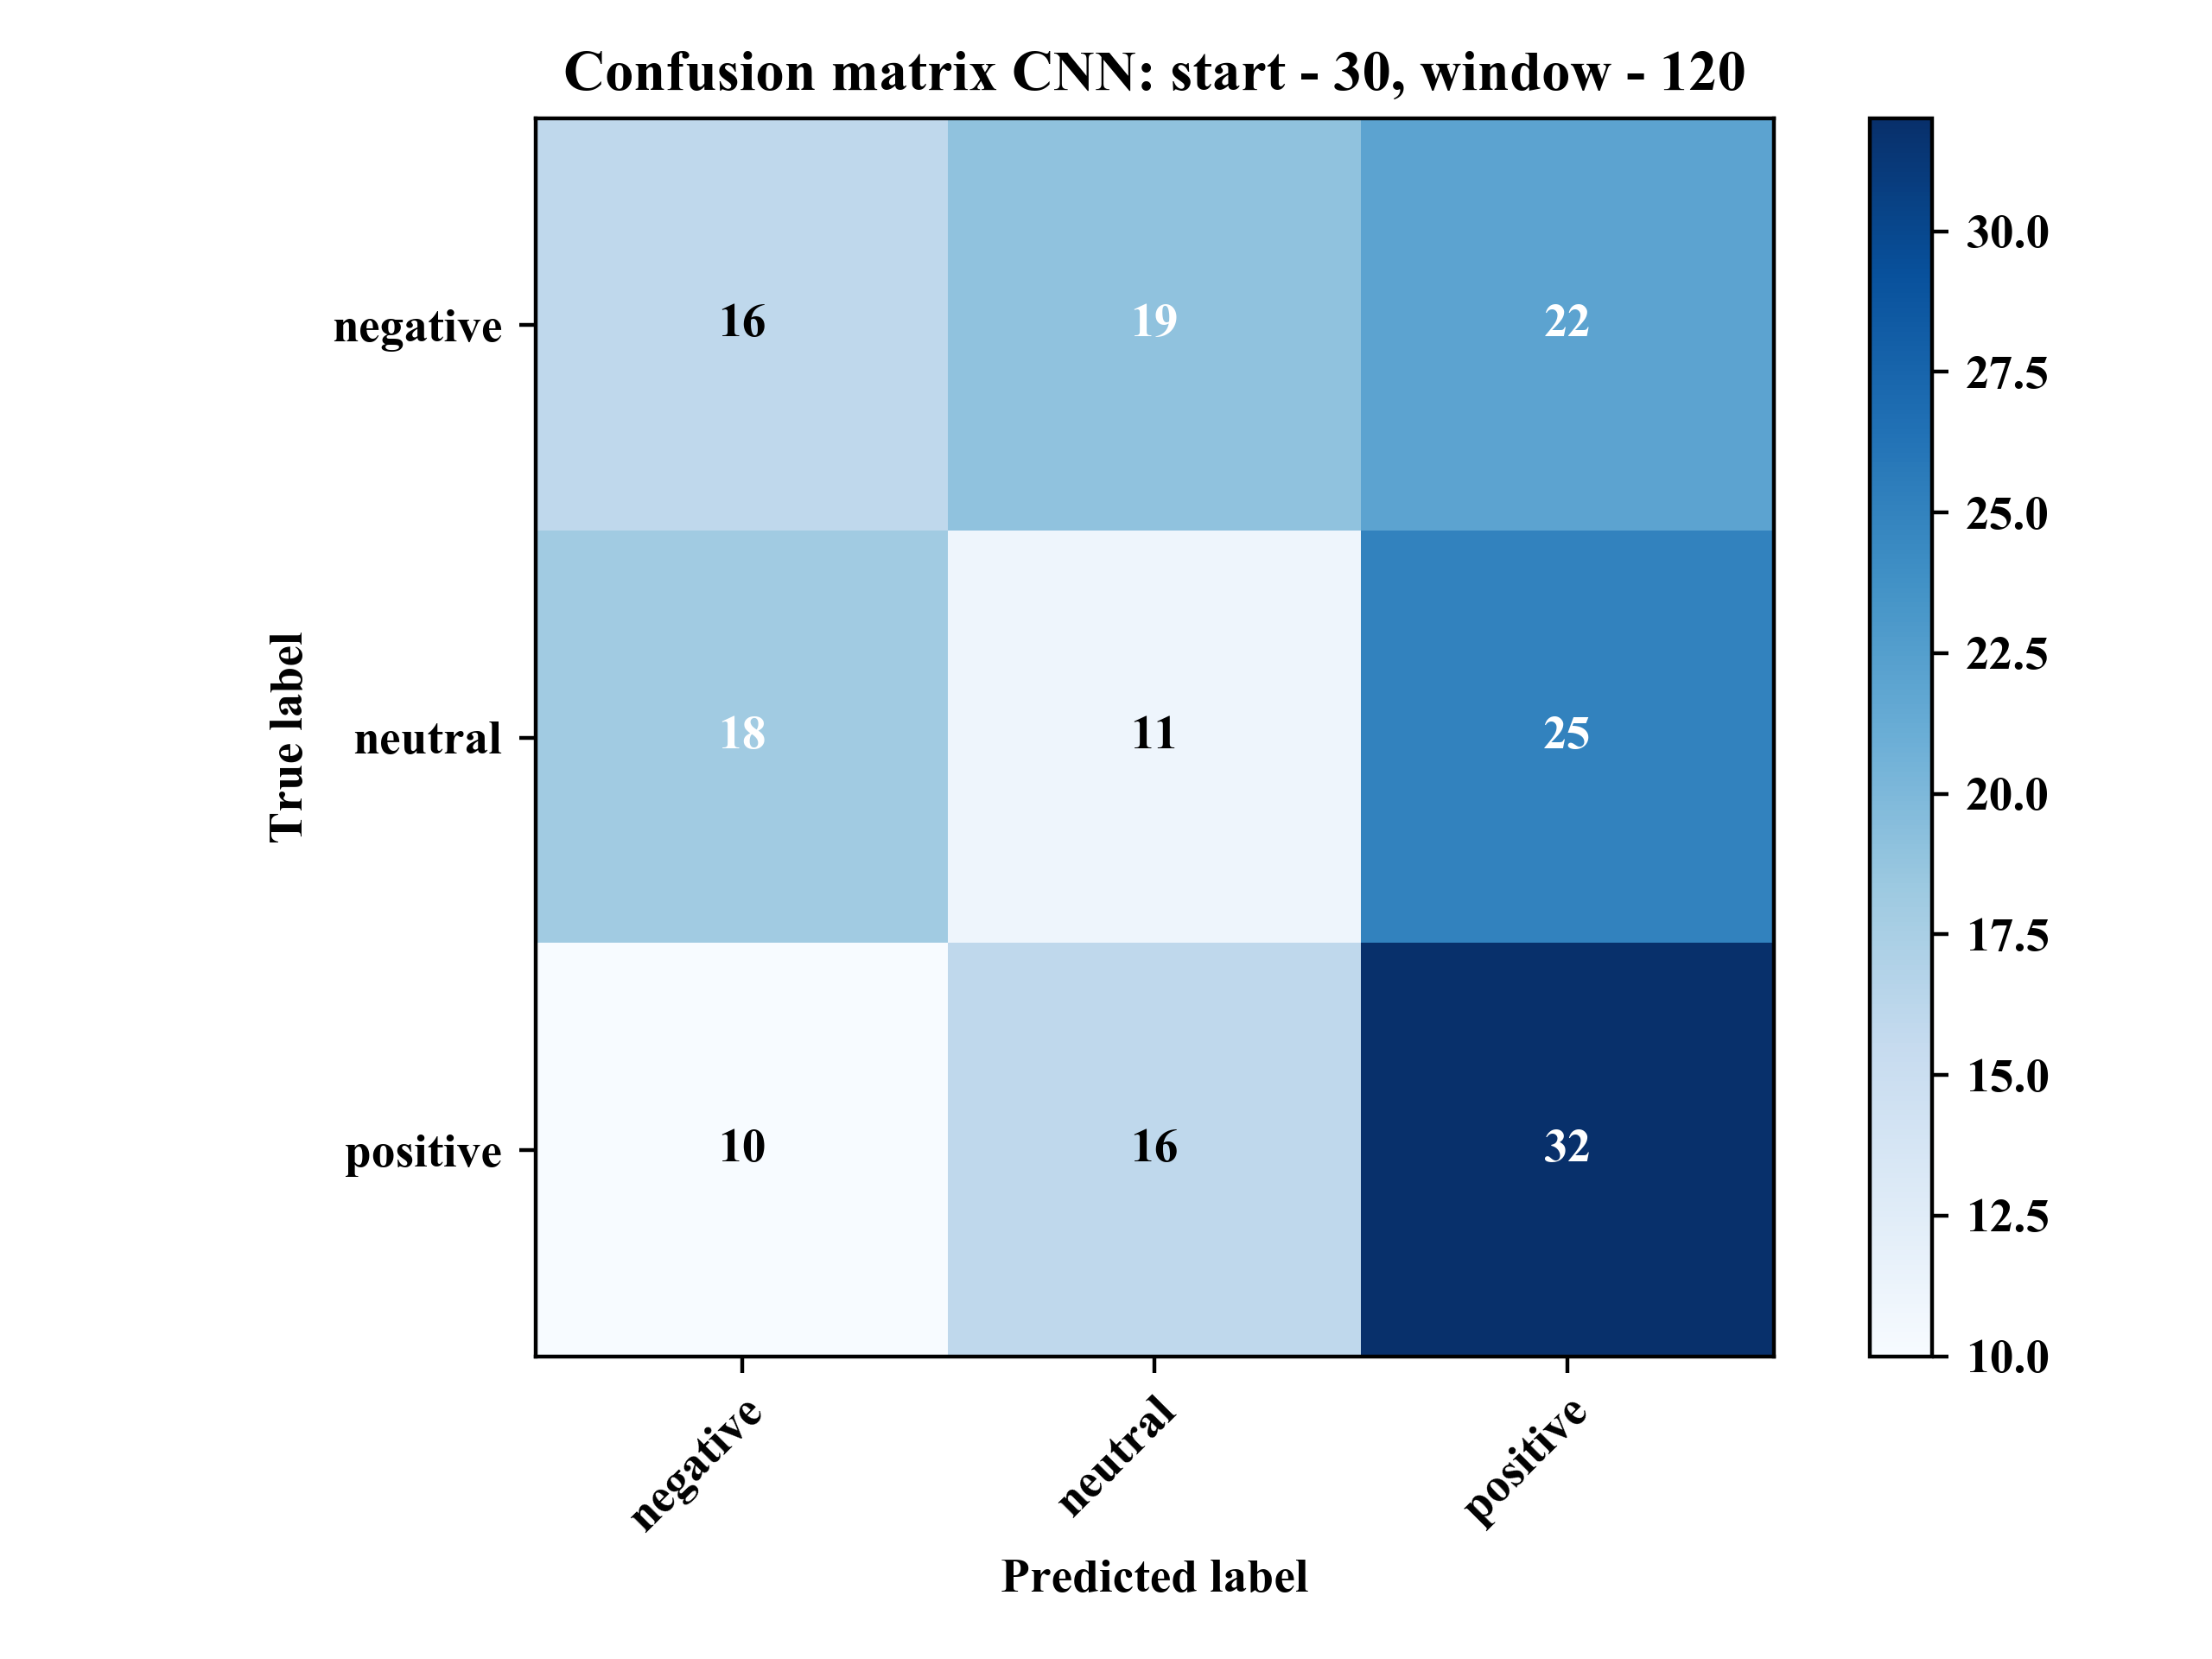 Confusion matrix CNN: start - 30, window - 120
negative 16 19 22
neutral 18 11 25
positive 10 16 32
True label
negative neutral positive
Predicted label
30.0
27.5
25.0
22.5
20.0
17.5
15.0
12.5
10.0